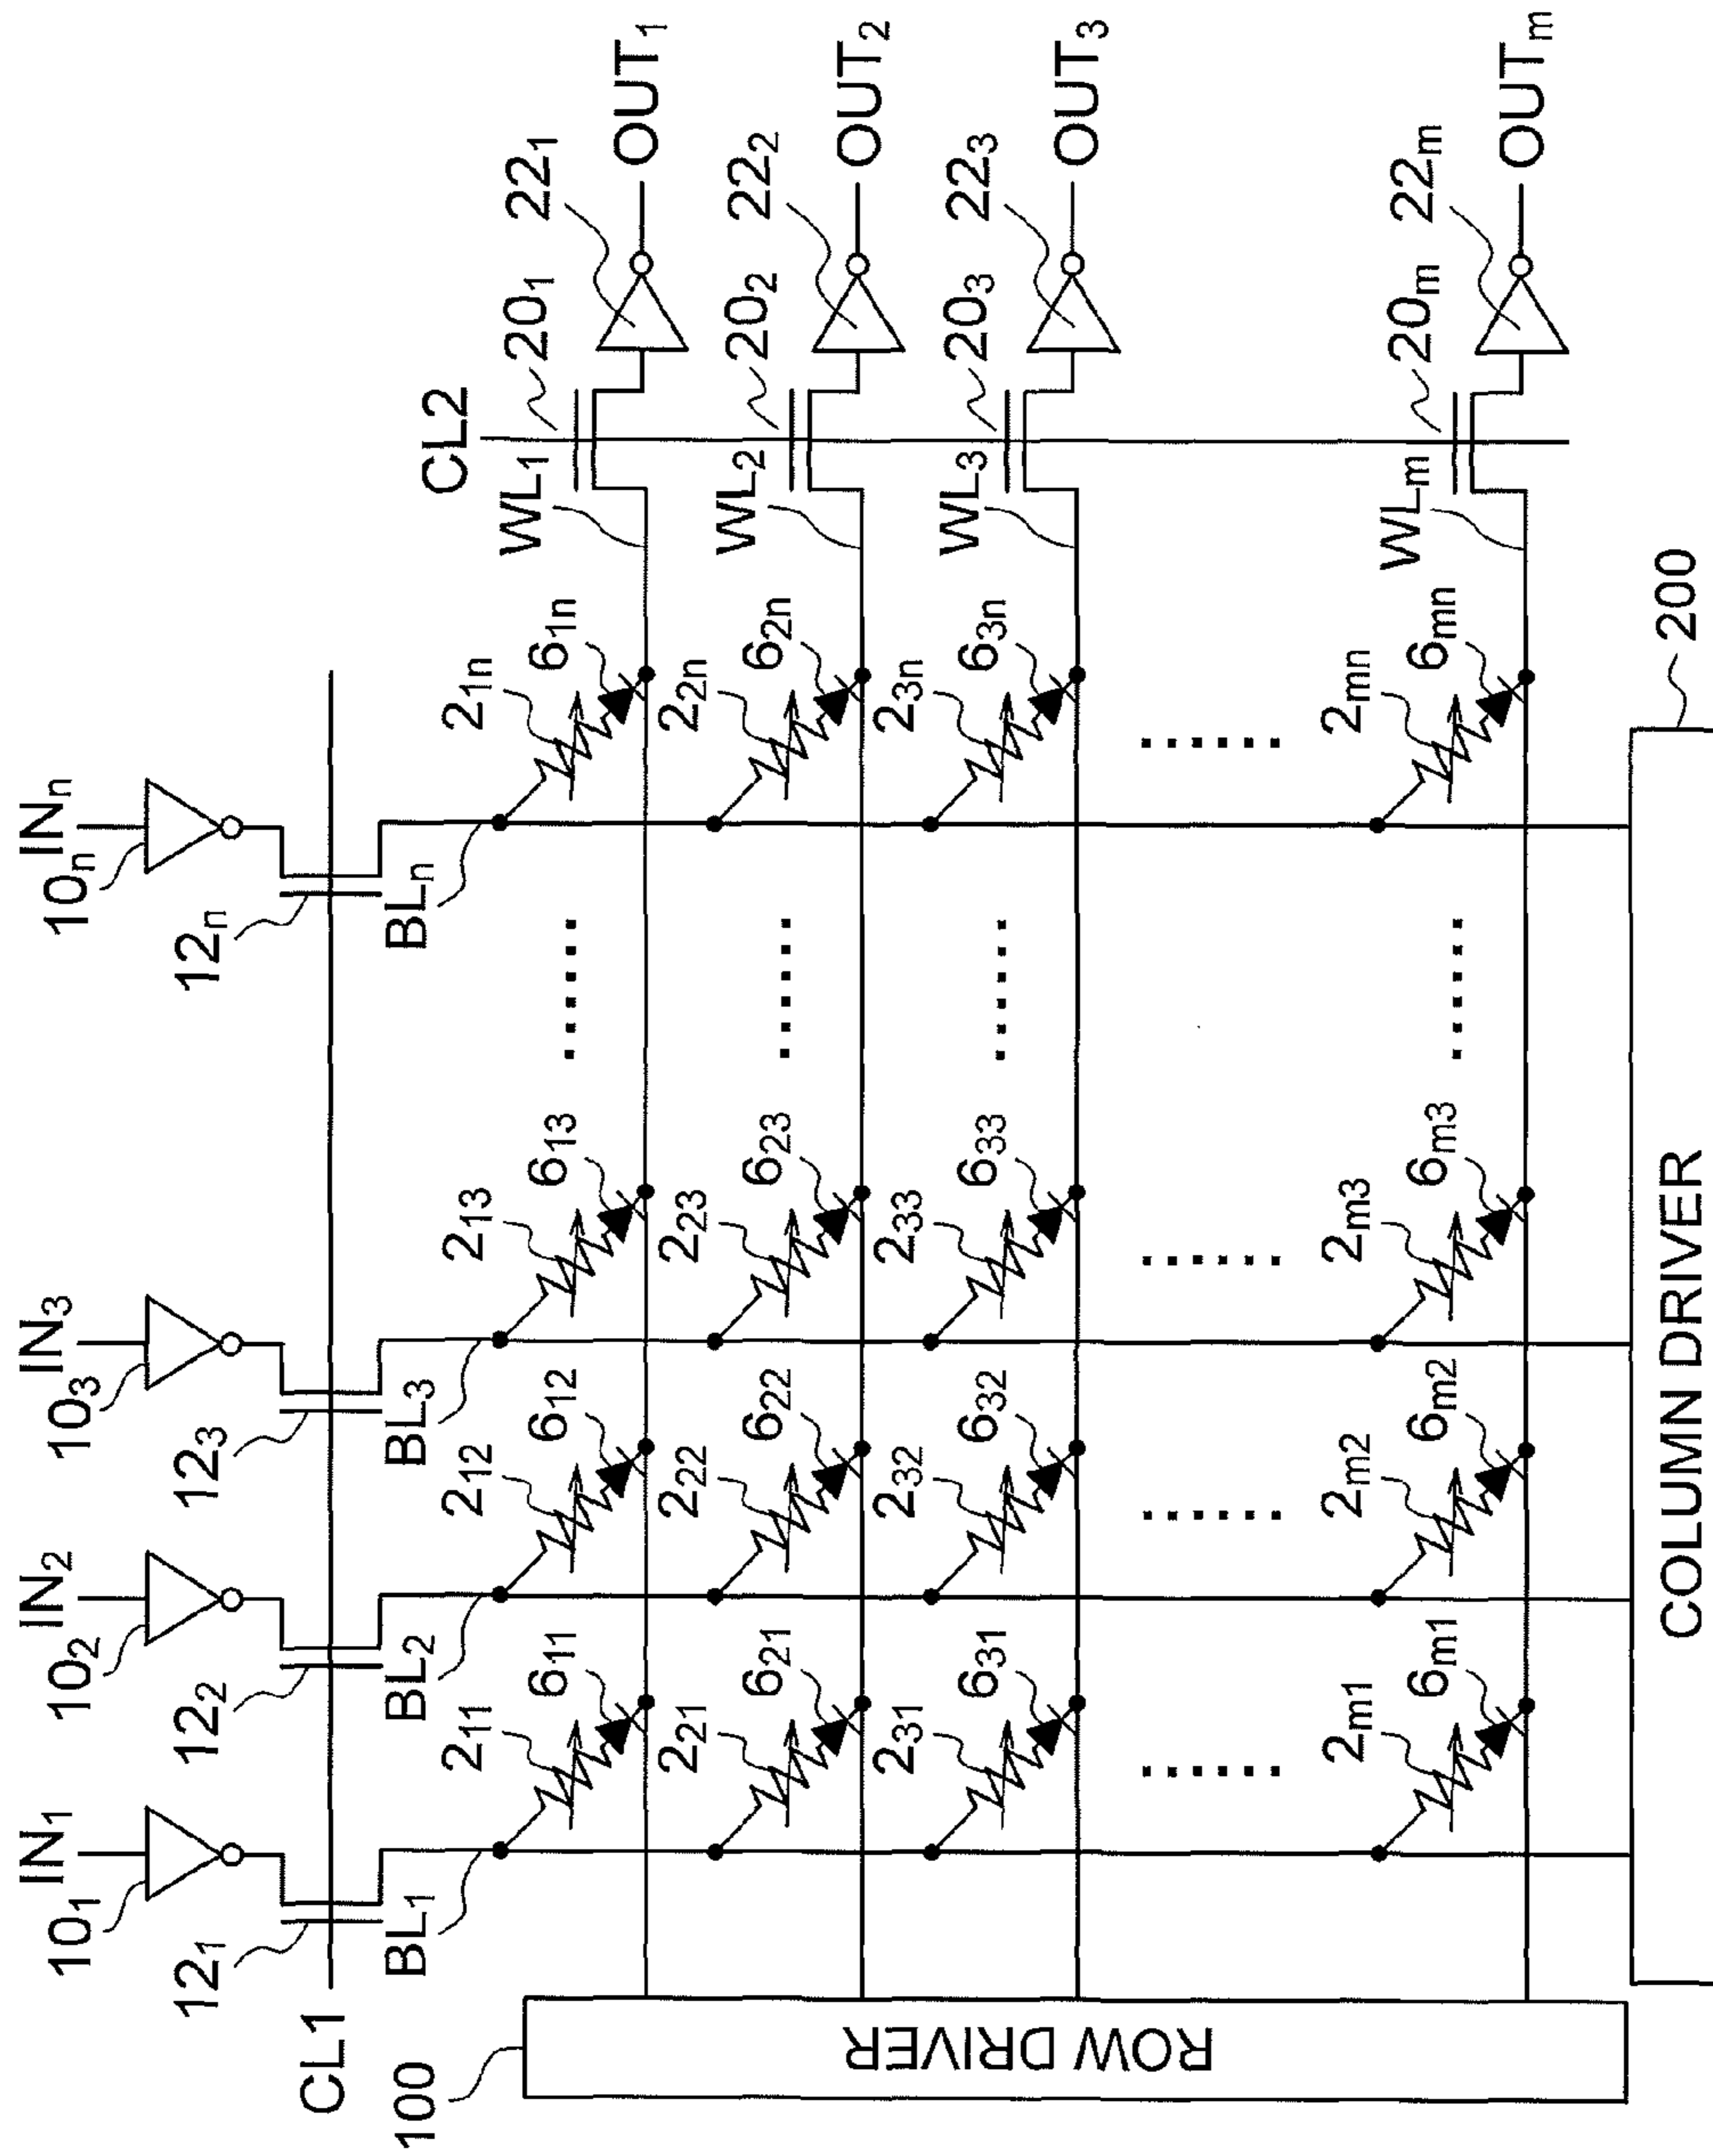 IN₁ IN₂ IN₃ INₙ
10₁ 10₂ 10₃ 10ₙ
12₁ 12₂ 12₃ 12ₙ
CL1 CL2
BL₁ BL₂ BL₃ BLₙ
2₁₁ 6₁₁ 2₁₂ 6₁₂ 2₁₃ 6₁₃ 2₁ₙ 6₁ₙ WL₁ 20₁ 22₁ OUT₁
2₂₁ 6₂₁ 2₂₂ 6₂₂ 2₂₃ 6₂₃ 2₂ₙ 6₂ₙ WL₂ 20₂ 22₂ OUT₂
2₃₁ 6₃₁ 2₃₂ 6₃₂ 2₃₃ 6₃₃ 2₃ₙ 6₃ₙ WL₃ 20₃ 22₃ OUT₃
2ₘ₁ 6ₘ₁ 2ₘ₂ 6ₘ₂ 2ₘ₃ 6ₘ₃ 2ₘₙ 6ₘₙ WLₘ 20ₘ 22ₘ OUTₘ
100
ROW DRIVER
COLUMN DRIVER
200